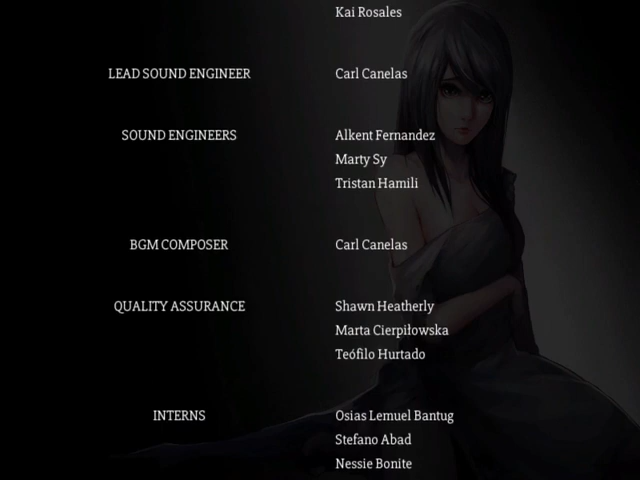 Kai Rosales
LEAD SOUND ENGINEER Carl Canelas
SOUND ENGINEERS Alkent Fernandez
Marty Sy
Tristan Hamili
BGM COMPOSER Carl Canelas
QUALITY ASSURANCE Shawn Heatherly
Marta Cierpiłowska
Teófilo Hurtado
INTERNS Osias Lemuel Bantug
Stefano Abad
Nessie Bonite